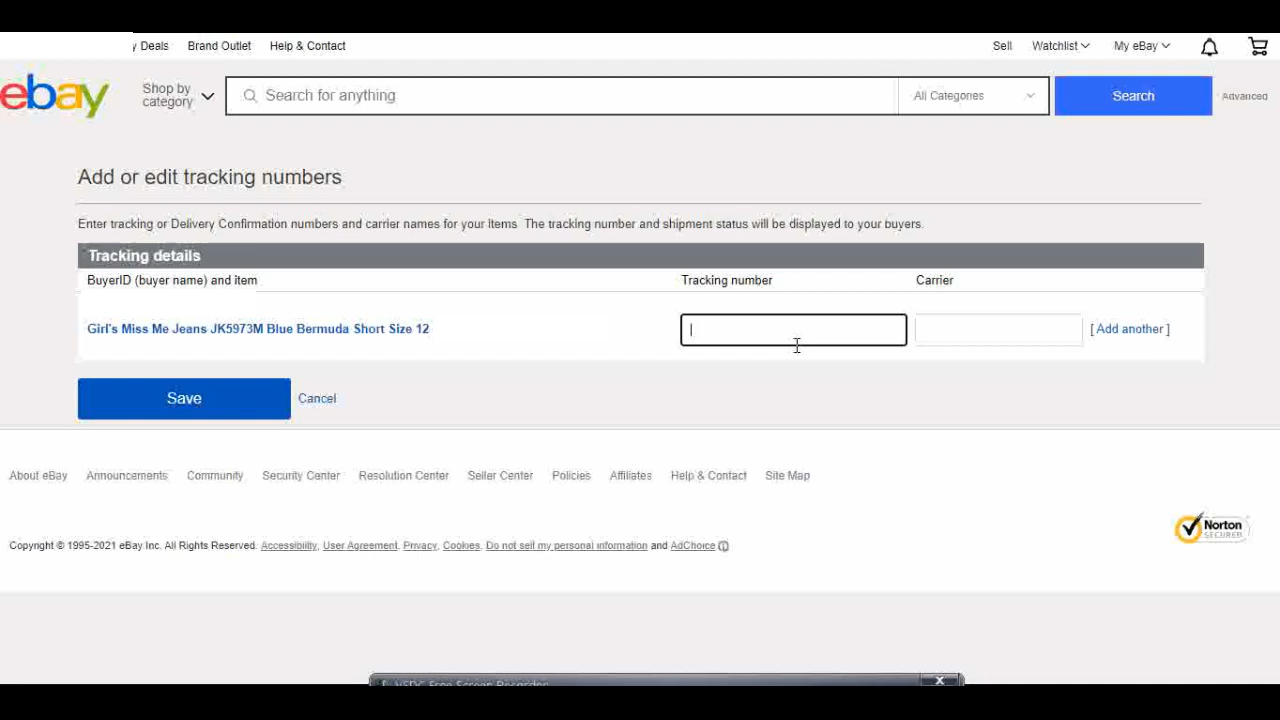 Deals Brand Outlet Help & Contact Sell Watchlist My eBay
ebay Shop by category Search for anything All Categories Search Advanced
Add or edit tracking numbers
Enter tracking or Delivery Confirmation numbers and carrier names for your items. The tracking number and shipment status will be displayed to your buyers.
Tracking details
BuyerID (buyer name) and item Tracking number Carrier
Girl's Miss Me Jeans JK5973M Blue Bermuda Short Size 12 [ Add another ]
Save Cancel
About eBay Announcements Community Security Center Resolution Center Seller Center Policies Affiliates Help & Contact Site Map
Norton
SECURED
Copyright © 1995-2021 eBay Inc. All Rights Reserved. Accessibility, User Agreement, Privacy, Cookies, Do not sell my personal information and AdChoice
VSDC Free Screen Recorder x